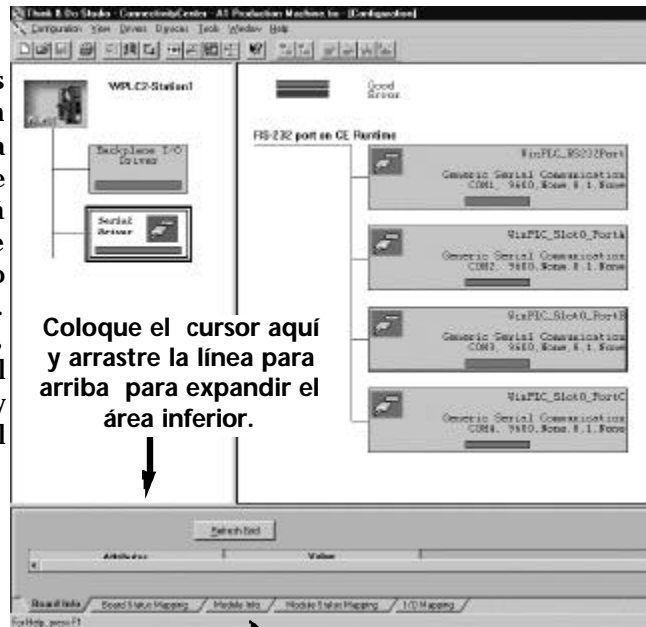 Think & Do Studio - ConnectivityCenter - A1 Production Machine.tio - [Configuration]
Configuration View Drivers Devices Tools Window Help
WPLC2-Station1
Backplane I/O
Driver
Serial
Driver
Good
Error
RS-232 port on CE Runtime
WinPLC_RS232Port
Generic Serial Communication
COM1, 9600,None,8,1,None
WinPLC_Slot0_PortA
Generic Serial Communication
COM2, 9600,None,8,1,None
WinPLC_Slot0_PortB
Generic Serial Communication
COM3, 9600,None,8,1,None
WinPLC_Slot0_PortC
Generic Serial Communication
COM4, 9600,None,8,1,None
Coloque el cursor aquí
y arrastre la línea para
arriba para expandir el
área inferior.
Refresh Grid
Attributes Value
Board Info Board Status Mapping Module Info Module Status Mapping I/O Mapping
For Help, press F1